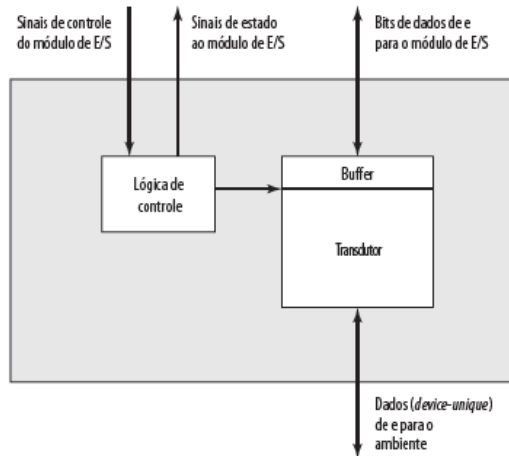 Sinais de controle
do módulo de E/S
Sinais de estado
ao módulo de E/S
Bits de dados de e
para o módulo de E/S
Lógica de
controle
Buffer
Transdutor
Dados (device-unique)
de e para o
ambiente